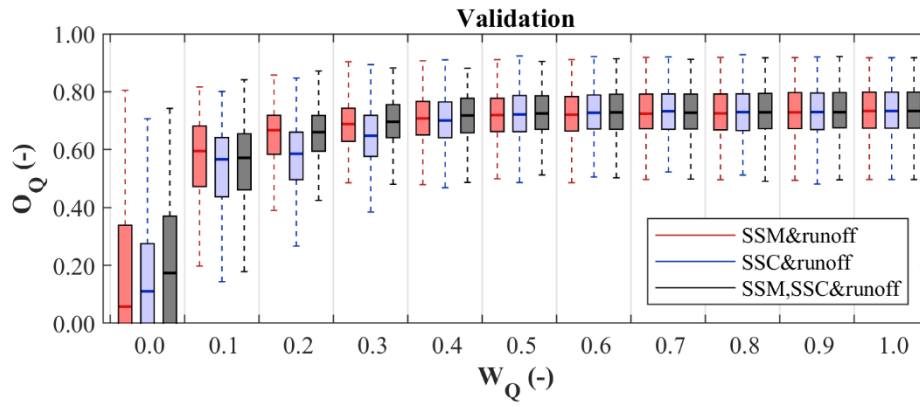 Validation
1.00
0.80
0.60
0.40
0.20
0.00
O_Q (-)
SSM&runoff
SSC&runoff
SSM,SSC&runoff
0.0 0.1 0.2 0.3 0.4 0.5 0.6 0.7 0.8 0.9 1.0
W_Q (-)